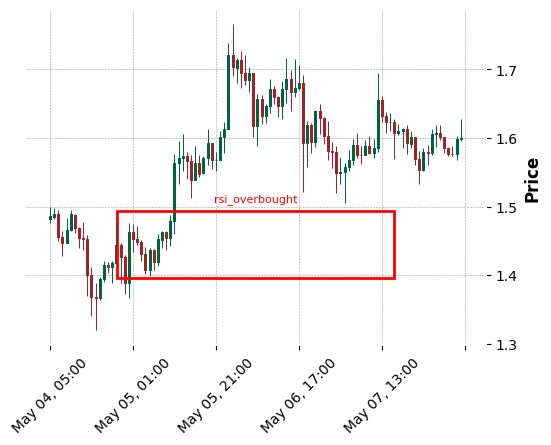 1.7
1.6
rsi_overbought
1.5
1.4
1.3
Price
May 04, 05:00
May 05, 01:00
May 05, 21:00
May 06, 17:00
May 07, 13:00